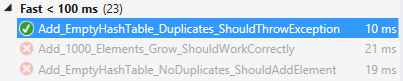 Fast < 100 ms (23)
Add_EmptyHashTable_Duplicates_ShouldThrowException 10 ms
Add_1000_Elements_Grow_ShouldWorkCorrectly 21 ms
Add_EmptyHashTable_NoDuplicates_ShouldAddElement 19 ms